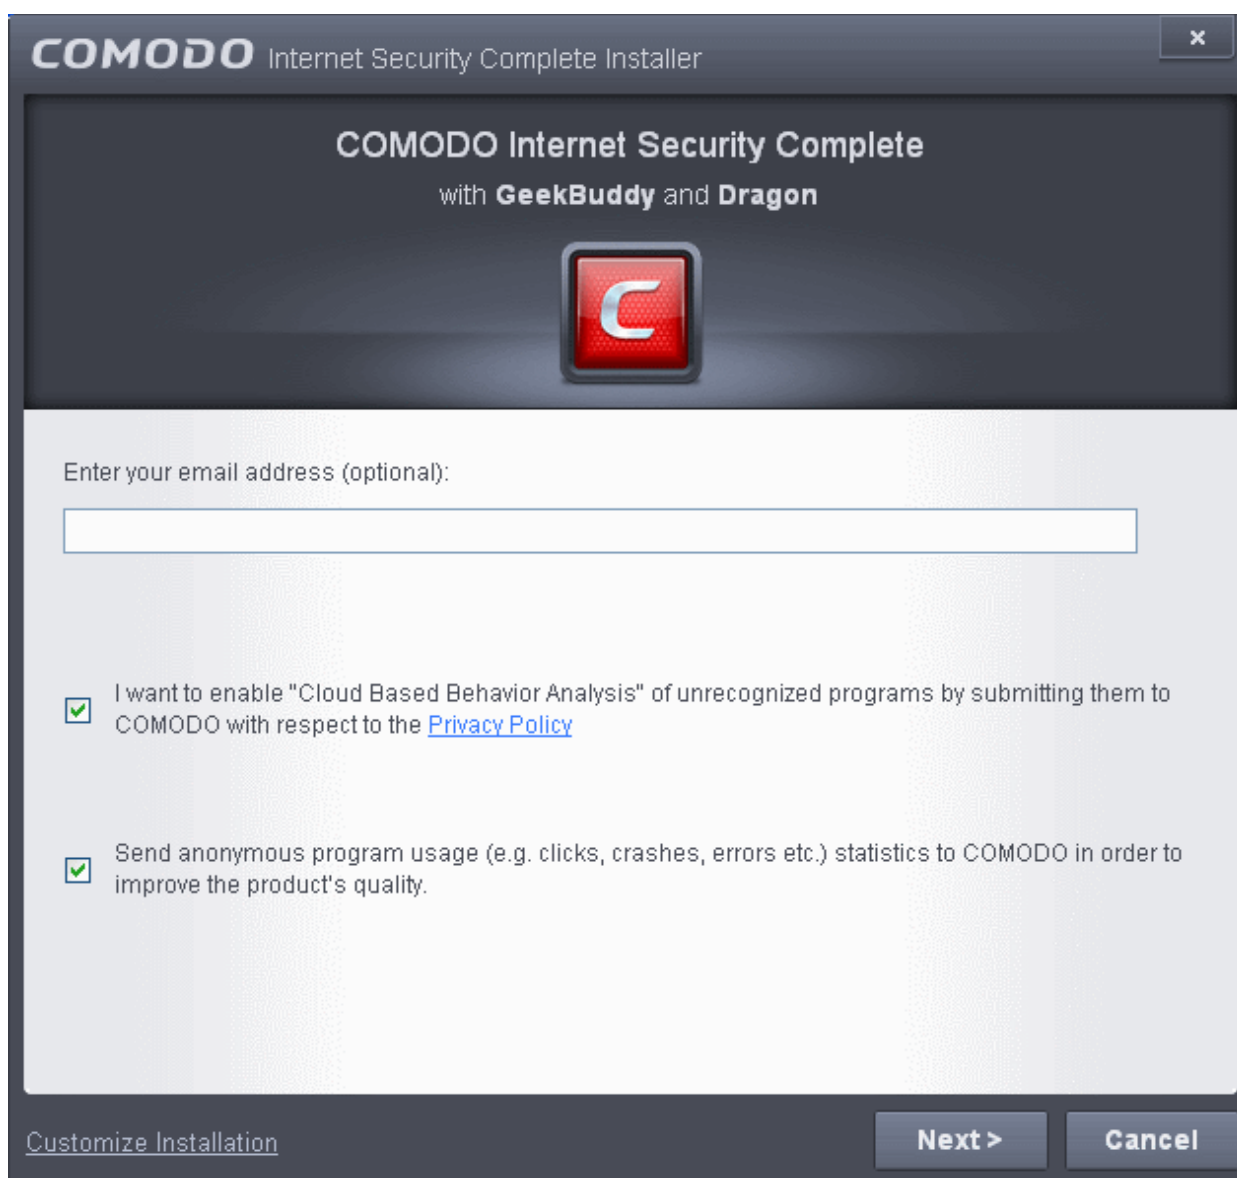 COMODO Internet Security Complete Installer
x
COMODO Internet Security Complete
with GeekBuddy and Dragon
C
Enter your email address (optional):
I want to enable "Cloud Based Behavior Analysis" of unrecognized programs by submitting them to
COMODO with respect to the Privacy Policy
Send anonymous program usage (e.g. clicks, crashes, errors etc.) statistics to COMODO in order to
improve the product's quality.
Customize Installation
Next >
Cancel